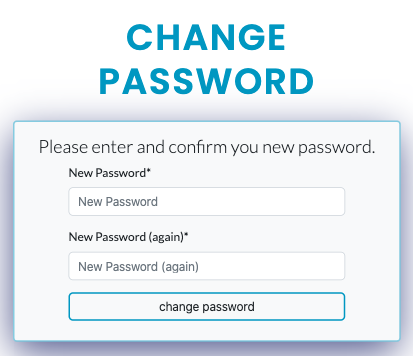 CHANGE
PASSWORD
Please enter and confirm you new password.
New Password*
New Password
New Password (again)*
New Password (again)
change password